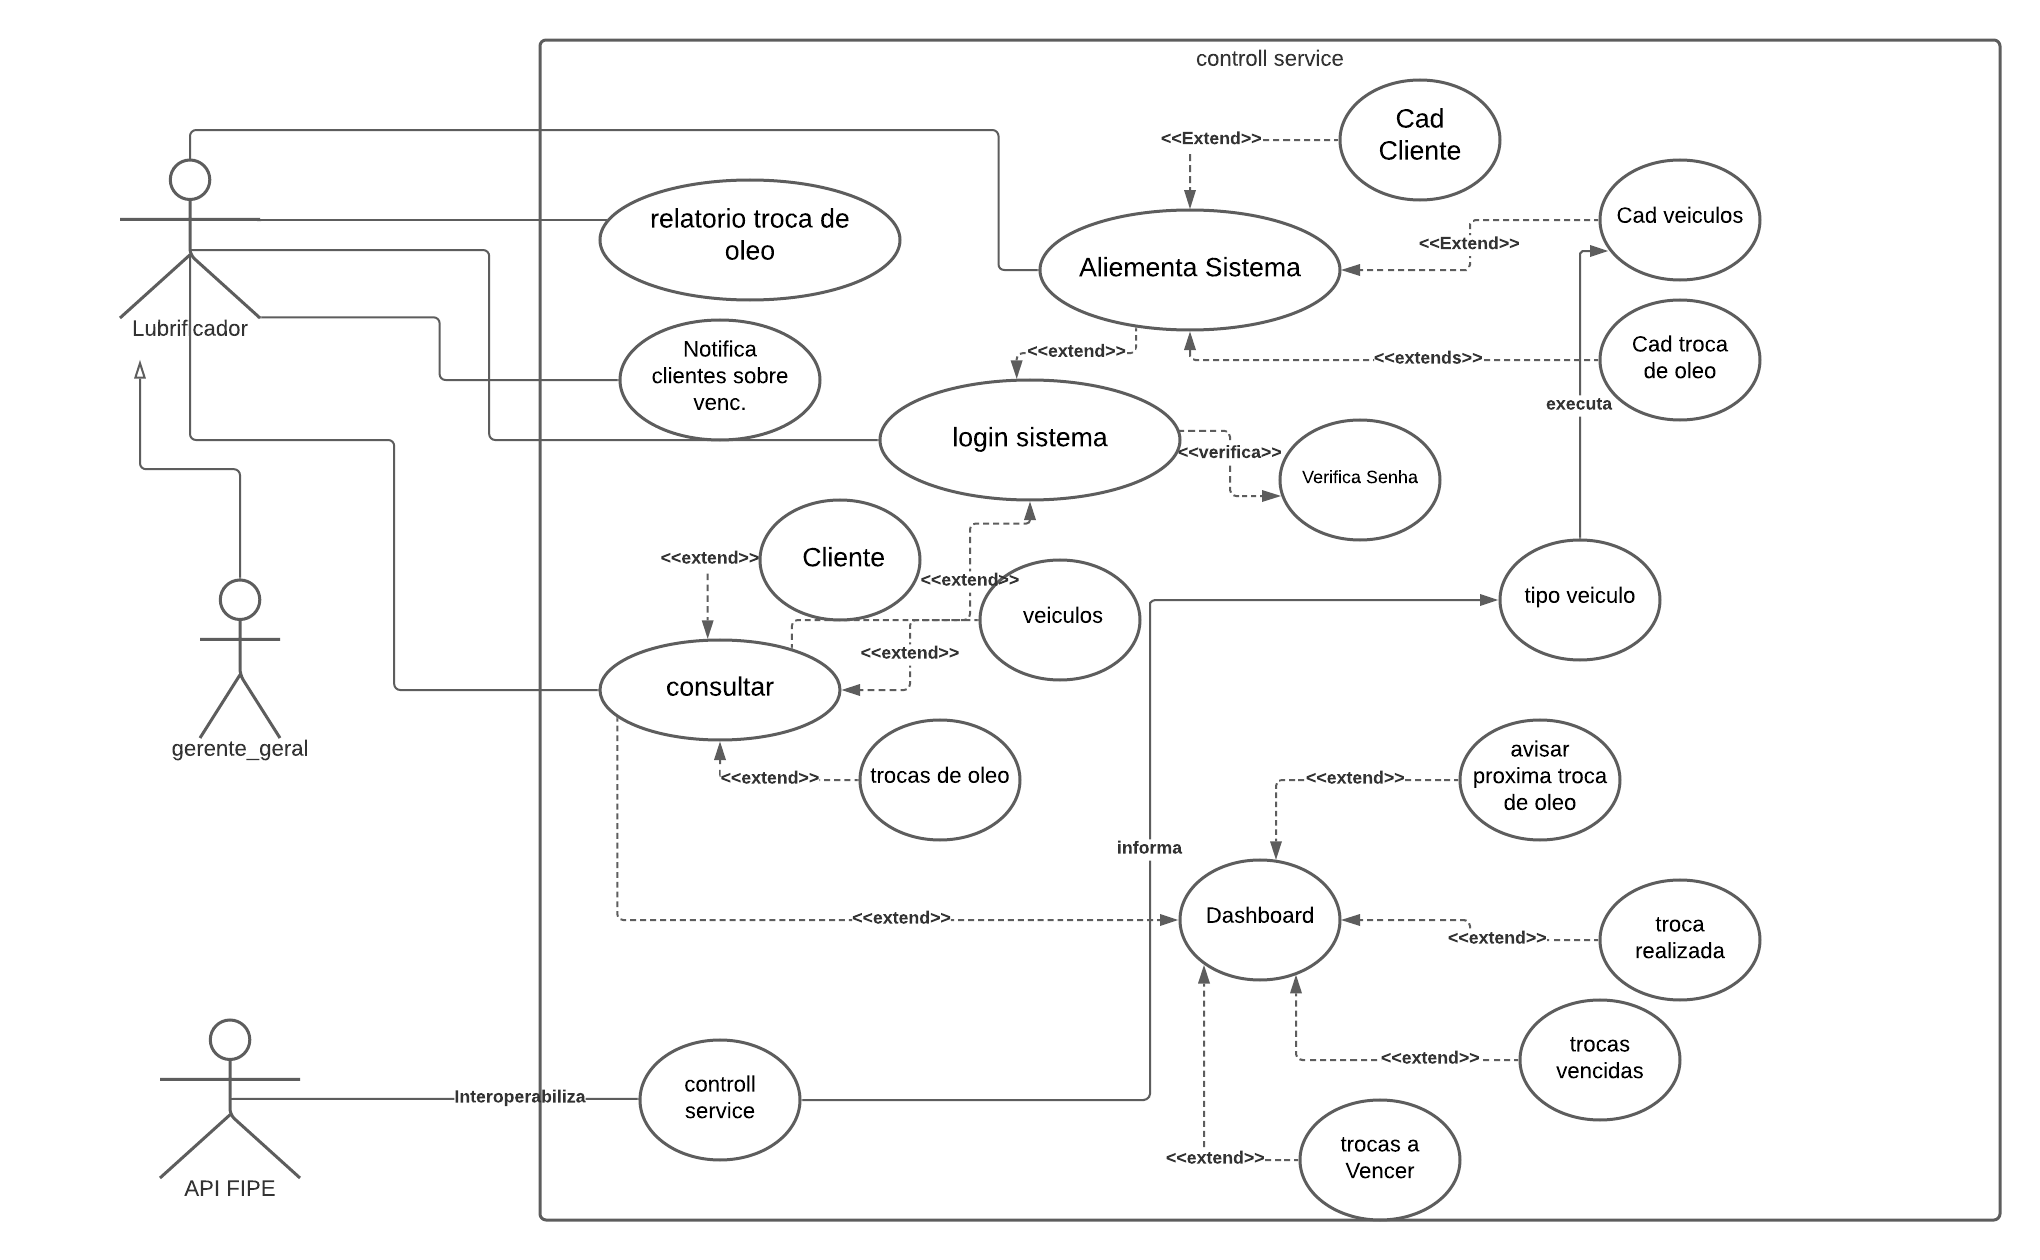 controll service
Cad
Cliente
<<Extend>>
Cad veiculos
relatorio troca de
oleo
<<Extend>>
Aliementa Sistema
Lubrificador
Notifica
clientes sobre
venc.
<<extend>>
<<extends>>
Cad troca
de oleo
executa
login sistema
<<verifica>>
Verifica Senha
<<extend>>
Cliente
<<extend>>
veiculos
tipo veiculo
<<extend>>
consultar
gerente_geral
<<extend>>
trocas de oleo
<<extend>>
avisar
proxima troca
de oleo
informa
<<extend>>
Dashboard
<<extend>>
troca
realizada
<<extend>>
trocas
vencidas
Interoperabiliza
controll
service
<<extend>>
trocas a
Vencer
API FIPE